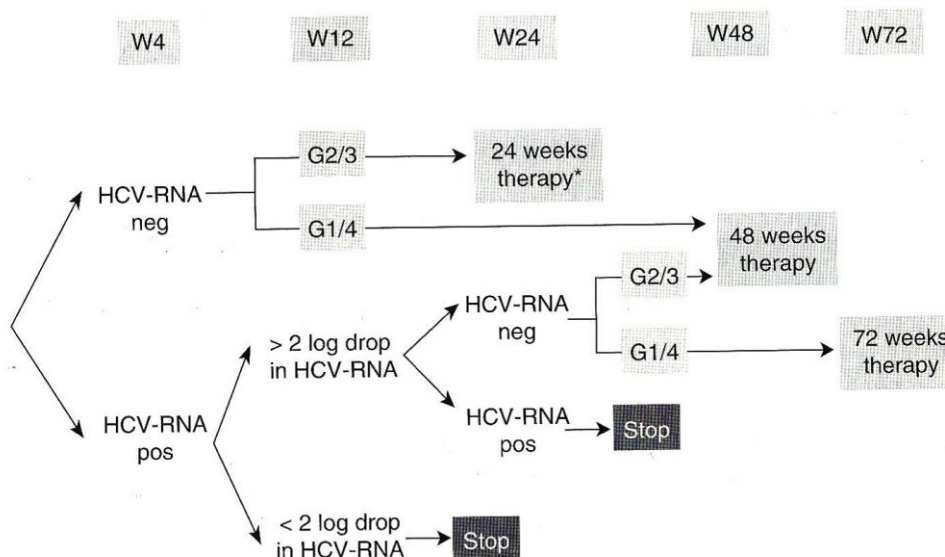 W4
W12
W24
W48
W72
HCV-RNA
neg
G2/3
24 weeks
therapy*
G1/4
48 weeks
therapy
HCV-RNA
pos
> 2 log drop
in HCV-RNA
HCV-RNA
neg
G2/3
G1/4
72 weeks
therapy
HCV-RNA
pos
Stop
< 2 log drop
in HCV-RNA
Stop